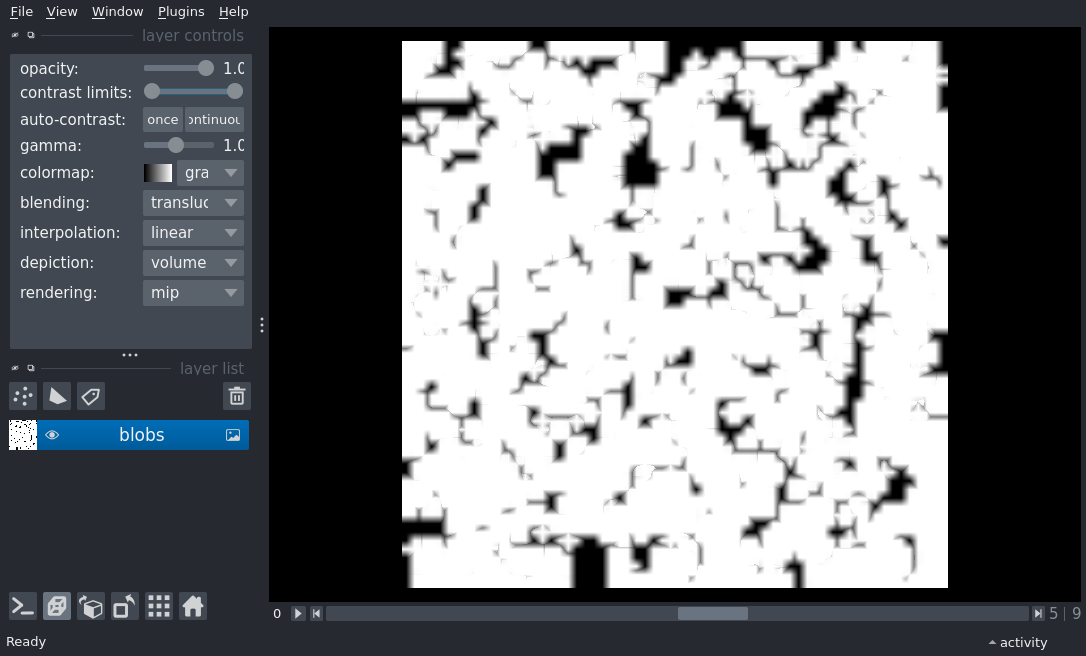 File View Window Plugins Help
layer controls
opacity: 1.0
contrast limits:
auto-contrast: once ontinuou
gamma: 1.0
colormap: gra
blending: transluc
interpolation: linear
depiction: volume
rendering: mip
layer list
blobs
0 5 | 9
Ready activity